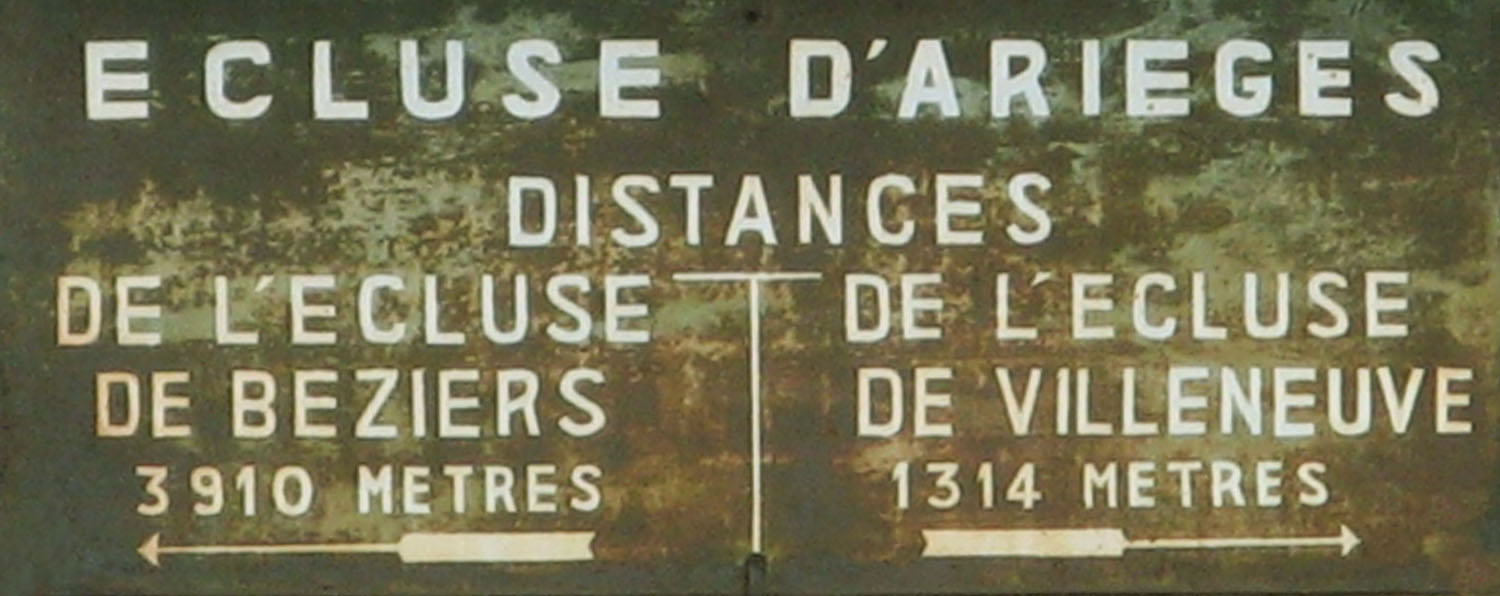 ECLUSE D'ARIEGES
DISTANCES
DE L'ECLUSE
DE BEZIERS
3910 METRES
DE L'ECLUSE
DE VILLENEUVE
1314 METRES